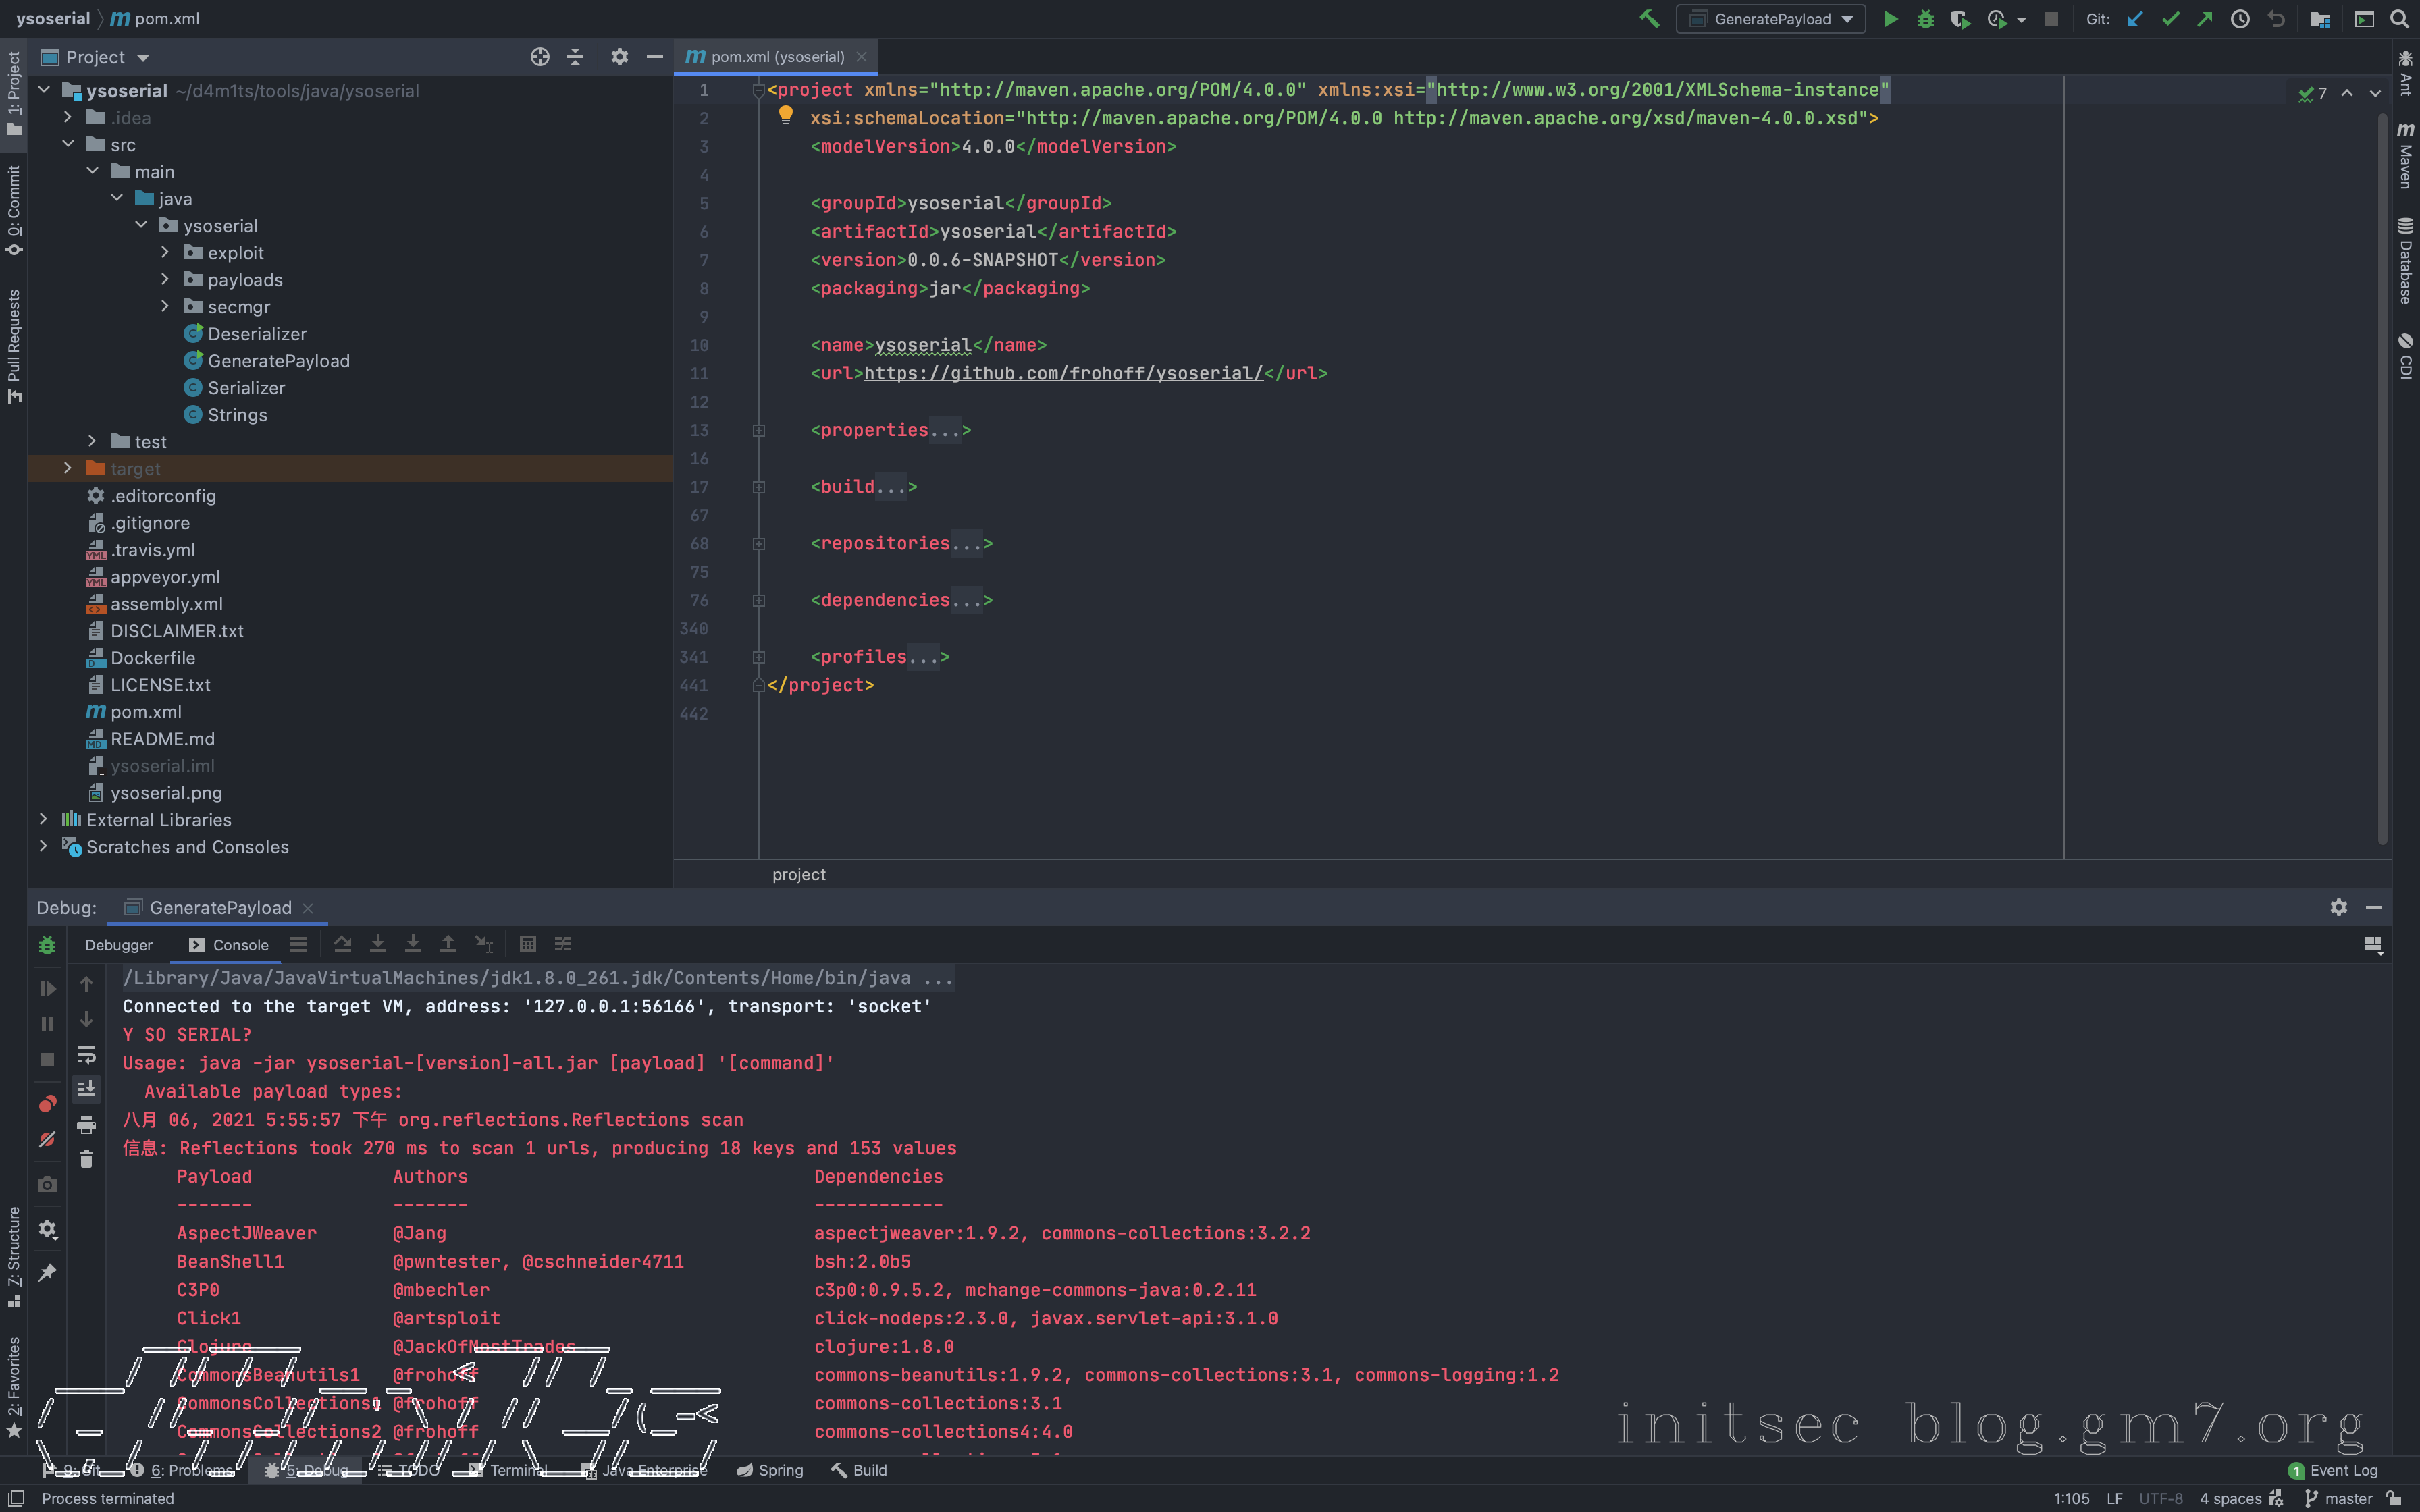 ysoserial pom.xml
GeneratePayload
Git:
1: Project
0: Commit
Pull Requests
7: Structure
2: Favorites
Project
ysoserial ~/d4m1ts/tools/java/ysoserial
.idea
src
main
java
ysoserial
exploit
payloads
secmgr
Deserializer
GeneratePayload
Serializer
Strings
test
target
.editorconfig
.gitignore
.travis.yml
appveyor.yml
assembly.xml
DISCLAIMER.txt
Dockerfile
LICENSE.txt
pom.xml
README.md
ysoserial.iml
ysoserial.png
External Libraries
Scratches and Consoles
pom.xml (ysoserial)
7
1 <project xmlns="http://maven.apache.org/POM/4.0.0" xmlns:xsi="http://www.w3.org/2001/XMLSchema-instance"
2 xsi:schemaLocation="http://maven.apache.org/POM/4.0.0 http://maven.apache.org/xsd/maven-4.0.0.xsd">
3 <modelVersion>4.0.0</modelVersion>
4
5 <groupId>ysoserial</groupId>
6 <artifactId>ysoserial</artifactId>
7 <version>0.0.6-SNAPSHOT</version>
8 <packaging>jar</packaging>
9
10 <name>ysoserial</name>
11 <url>https://github.com/frohoff/ysoserial/</url>
12
13 <properties...>
16
17 <build...>
67
68 <repositories...>
75
76 <dependencies...>
340
341 <profiles...>
441 </project>
442
project
Ant
Maven
Database
CDI
Debug: GeneratePayload
Debugger Console
/Library/Java/JavaVirtualMachines/jdk1.8.0_261.jdk/Contents/Home/bin/java ...
Connected to the target VM, address: '127.0.0.1:56166', transport: 'socket'
Y SO SERIAL?
Usage: java -jar ysoserial-[version]-all.jar [payload] '[command]'
Available payload types:
八月 06, 2021 5:55:57 下午 org.reflections.Reflections scan
信息: Reflections took 270 ms to scan 1 urls, producing 18 keys and 153 values
Payload Authors Dependencies
------- ------- ------------
AspectJWeaver @Jang aspectjweaver:1.9.2, commons-collections:3.2.2
BeanShell1 @pwntester, @cschneider4711 bsh:2.0b5
C3P0 @mbechler c3p0:0.9.5.2, mchange-commons-java:0.2.11
Click1 @artsploit click-nodeps:2.3.0, javax.servlet-api:3.1.0
Clojure @JackOfMostTrades clojure:1.8.0
CommonsBeanutils1 @frohoff commons-beanutils:1.9.2, commons-collections:3.1, commons-logging:1.2
CommonsCollections1 @frohoff commons-collections:3.1
CommonsCollections2 @frohoff commons-collections4:4.0
initsec blog.gm7.org
9: Git 6: Problems 5: Debug TODO Terminal Java Enterprise Spring Build 1 Event Log
Process terminated 1:105 LF UTF-8 4 spaces master